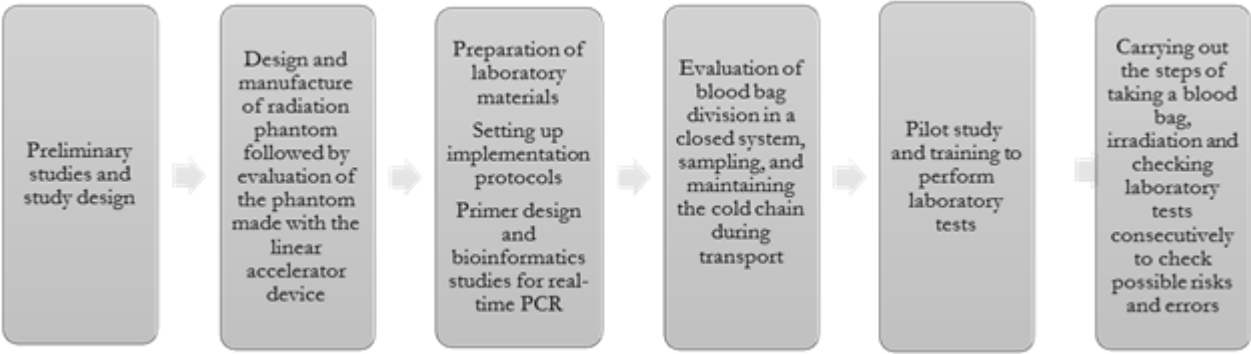 Preliminary
studies and
study design
Design and
manufacture
of radiation
phantom
followed by
evaluation of
the phantom
made with the
linear
accelerator
device
Preparation of
laboratory
materials
Setting up
implementation
protocols
Primer design
and
bioinformatics
studies for real-
time PCR
Evaluation of
blood bag
division in a
closed system,
sampling, and
maintaining
the cold chain
during
transport
Pilot study
and training to
perform
laboratory
tests
Carrying out
the steps of
taking a blood
bag,
irradiation and
checking
laboratory
tests
consecutively
to check
possible risks
and errors